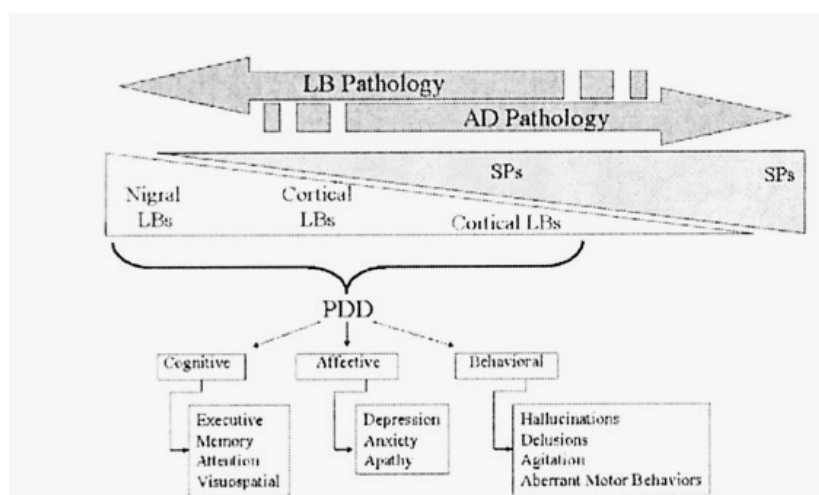 LB Pathology
AD Pathology
SPs
SPs
Nigral
LBs
Cortical
LBs
Cortical LBs
PDD
Cognitive
Affective
Behavioral
Executive
Memory
Attention
Visuospatial
Depression
Anxiety
Apathy
Hallucinations
Delusions
Agitation
Aberrant Motor Behaviors